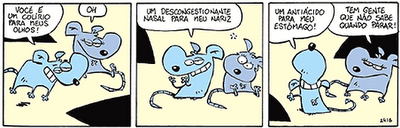 VOCÊ É
UM COLÍRIO
PARA MEUS
OLHOS!
OH
UM DESCONGESTIONANTE
NASAL PARA MEU NARIZ
UM ANTIÁCIDO
PARA MEU
ESTÔMAGO!
TEM GENTE
QUE NÃO SABE
QUANDO PARAR!
2416